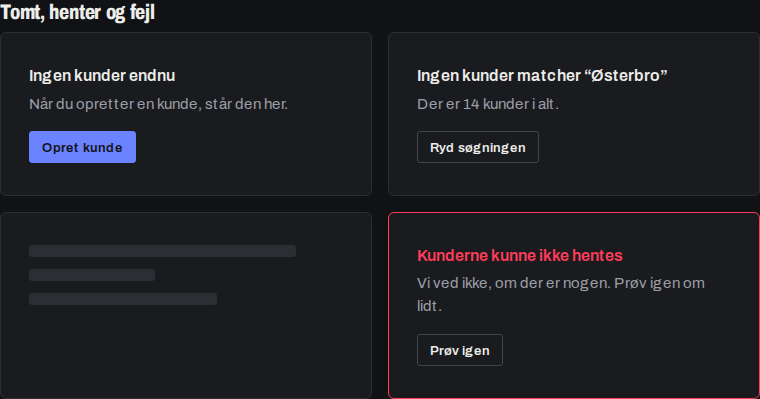 Tomt, henter og fejl
Ingen kunder endnu
Når du opretter en kunde, står den her.
Opret kunde
Ingen kunder matcher “Østerbro”
Der er 14 kunder i alt.
Ryd søgningen
Kunderne kunne ikke hentes
Vi ved ikke, om der er nogen. Prøv igen om
lidt.
Prøv igen